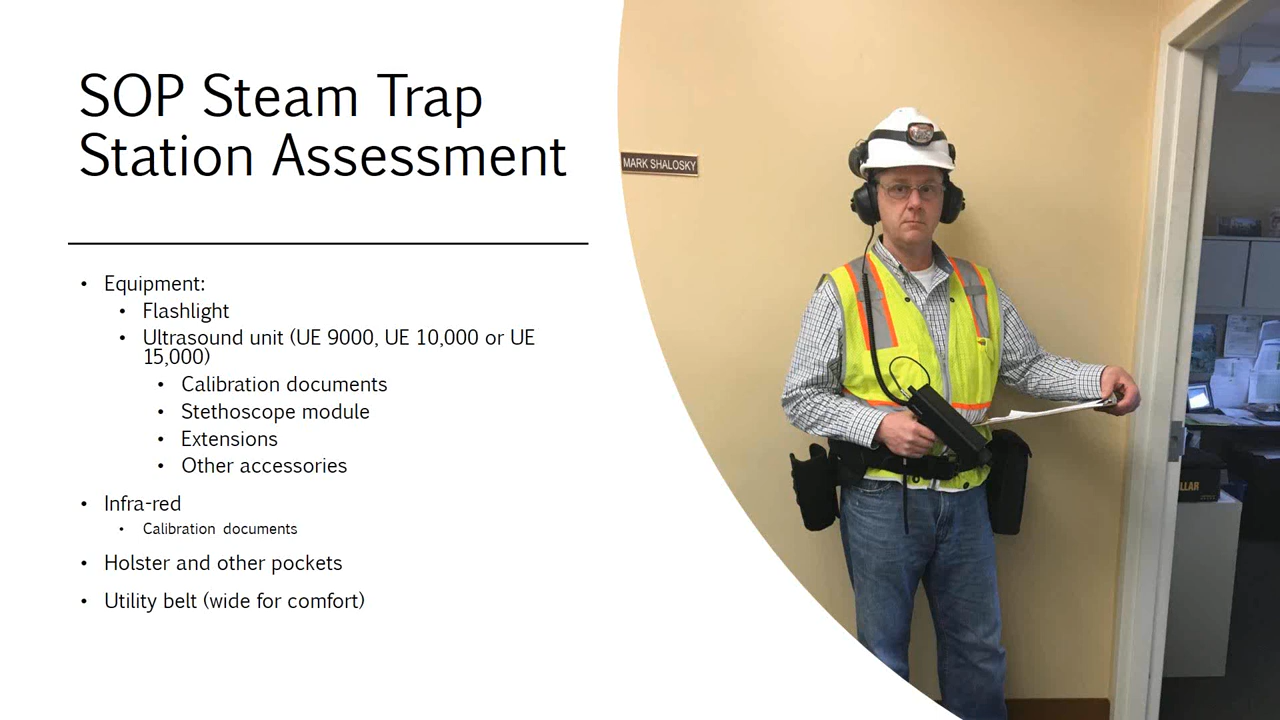 SOP Steam Trap
Station Assessment
• Equipment:
• Flashlight
• Ultrasound unit (UE 9000, UE 10,000 or UE
15,000)
• Calibration documents
• Stethoscope module
• Extensions
• Other accessories
• Infra-red
• Calibration documents
• Holster and other pockets
• Utility belt (wide for comfort)
MARK SHALOSKY
LLAR